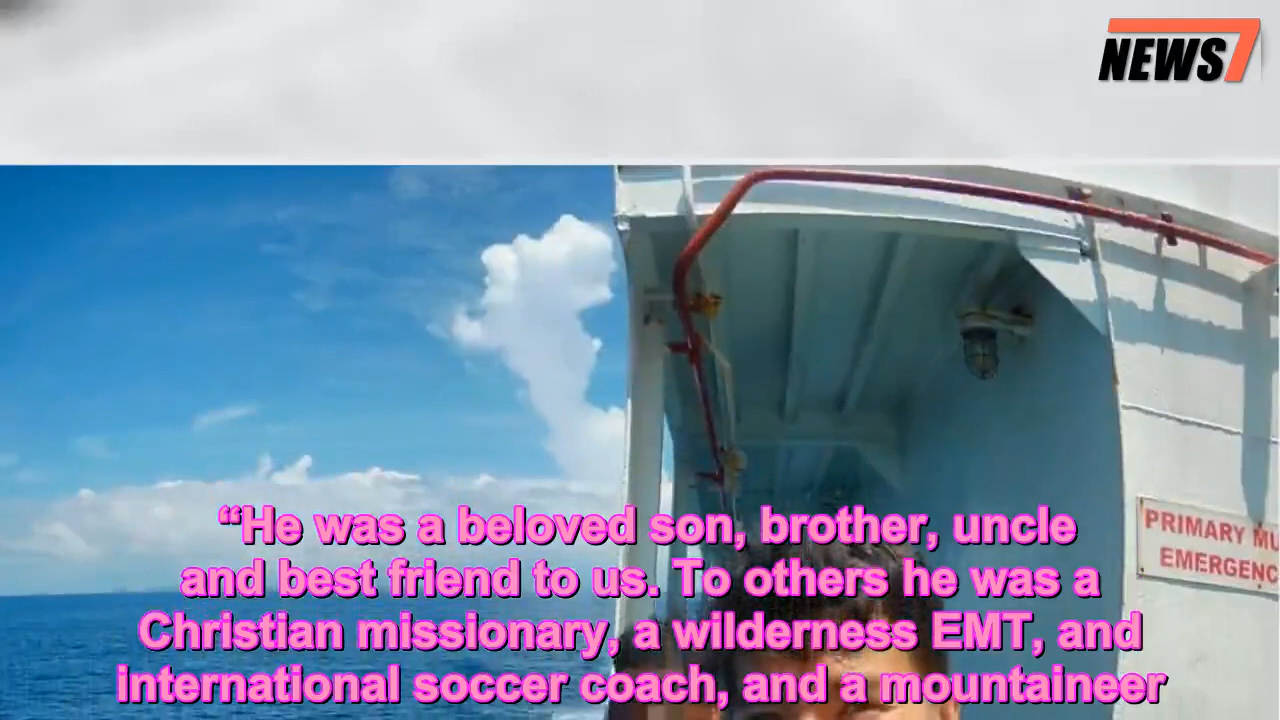 NEWS7
PRIMARY MU
EMERGENC
“He was a beloved son, brother, uncle
and best friend to us. To others he was a
Christian missionary, a wilderness EMT, and
international soccer coach, and a mountaineer